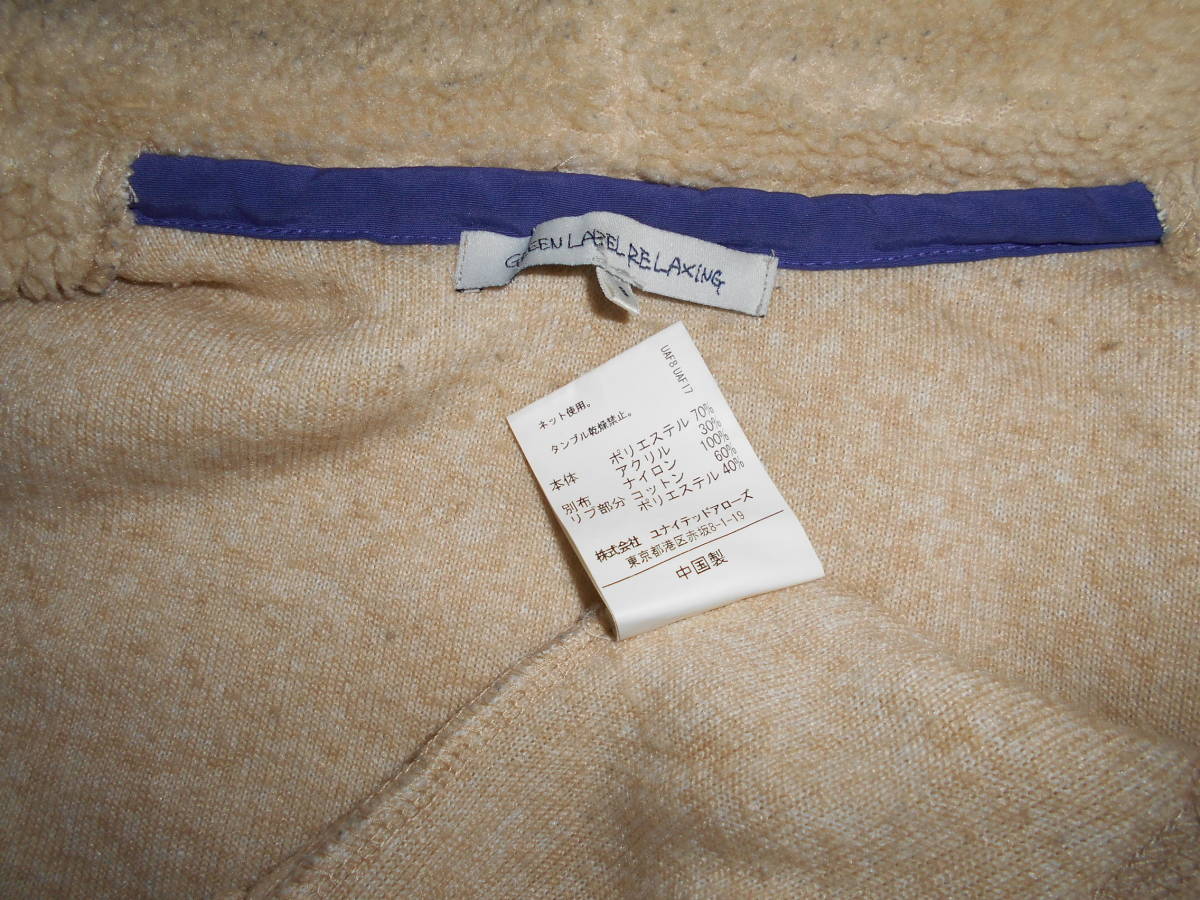 GREEN LABEL RELAXING
UAF8 UAF17
ネット使用。
タンブル乾燥禁止。
本体 ポリエステル 70%
アクリル 30%
別布 ナイロン 100%
リブ部分 コットン 60%
ポリエステル 40%
株式会社 ユナイテッドアローズ
東京都港区赤坂8-1-19
中国製